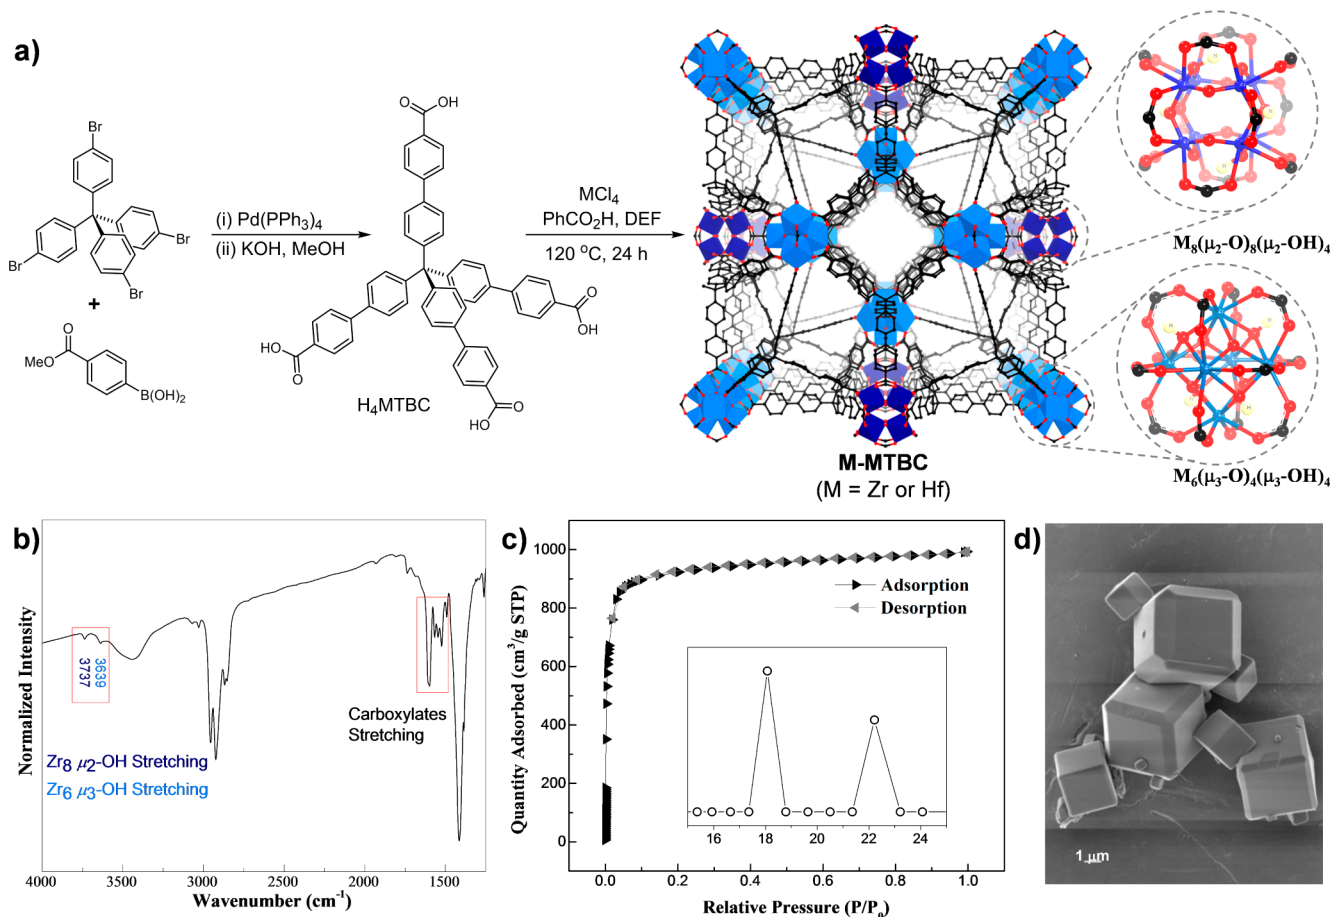 a)
Br
Br
Br
Br
+
O
MeO
B(OH)₂
(i) Pd(PPh₃)₄
(ii) KOH, MeOH
O
OH
O
OH
HO
O
O
OH
H₄MTBC
MCl₄
PhCO₂H, DEF
120 °C, 24 h
M-MTBC
(M = Zr or Hf)
H
H
H
M₈(μ₂-O)₈(μ₂-OH)₄
H
H
H
H
M₆(μ₃-O)₄(μ₃-OH)₄
b)
Normalized Intensity
3737
3639
Carboxylates
Stretching
Zr₈ μ₂-OH Stretching
Zr₆ μ₃-OH Stretching
4000 3500 3000 2500 2000 1500
Wavenumber (cm⁻¹)
c)
Quantity Adsorbed (cm³/g STP)
1000
800
600
400
200
0
Adsorption
Desorption
16 18 20 22 24
0.0 0.2 0.4 0.6 0.8 1.0
Relative Pressure (P/P₀)
d)
1 μm